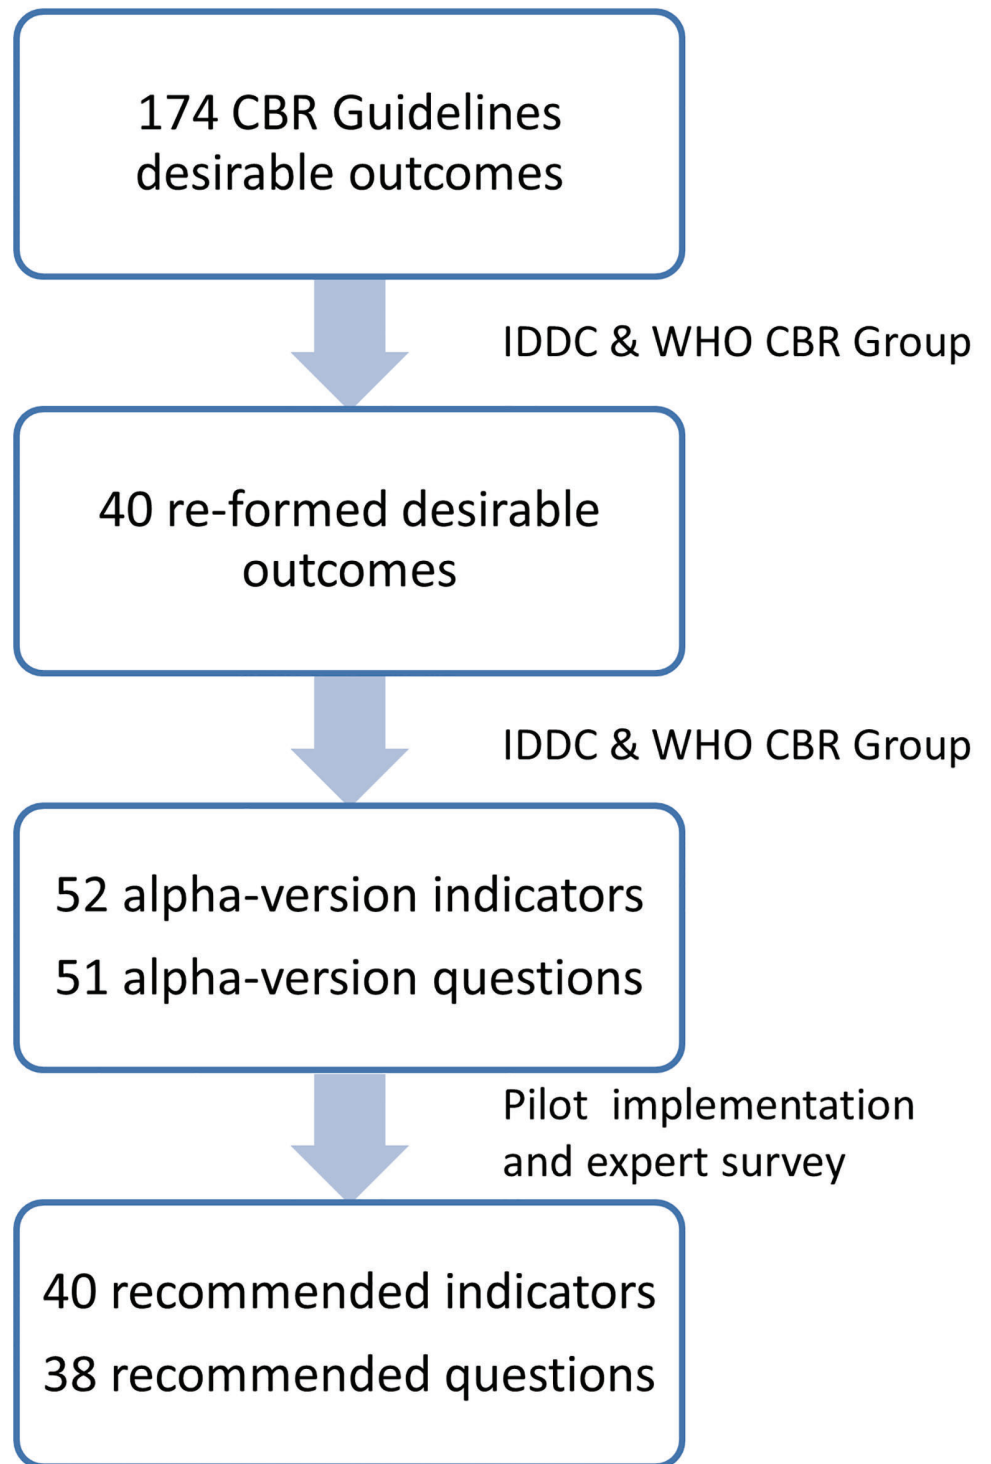 174 CBR Guidelines
desirable outcomes
IDDC & WHO CBR Group
40 re-formed desirable
outcomes
IDDC & WHO CBR Group
52 alpha-version indicators
51 alpha-version questions
Pilot implementation
and expert survey
40 recommended indicators
38 recommended questions